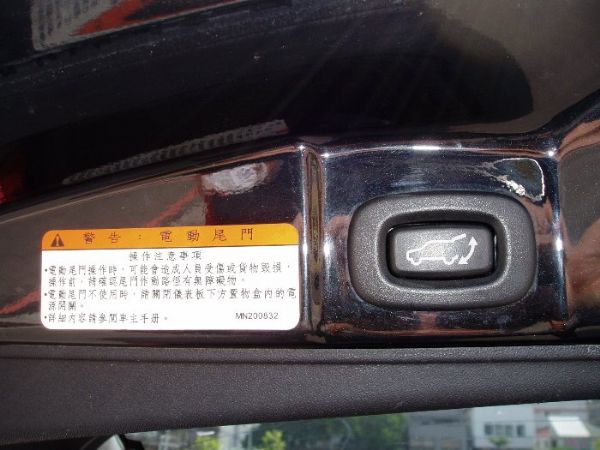 警告：電動尾門
操作注意事項
•電動尾門操作時，可能會造成人員受傷或貨物毀損，
操作前，請確認尾門作動路徑有無障礙物。
•電動尾門不使用時，請關閉儀表板下方置物盒內的電
源開關。
•詳細內容請參閱車主手冊。 MN200832